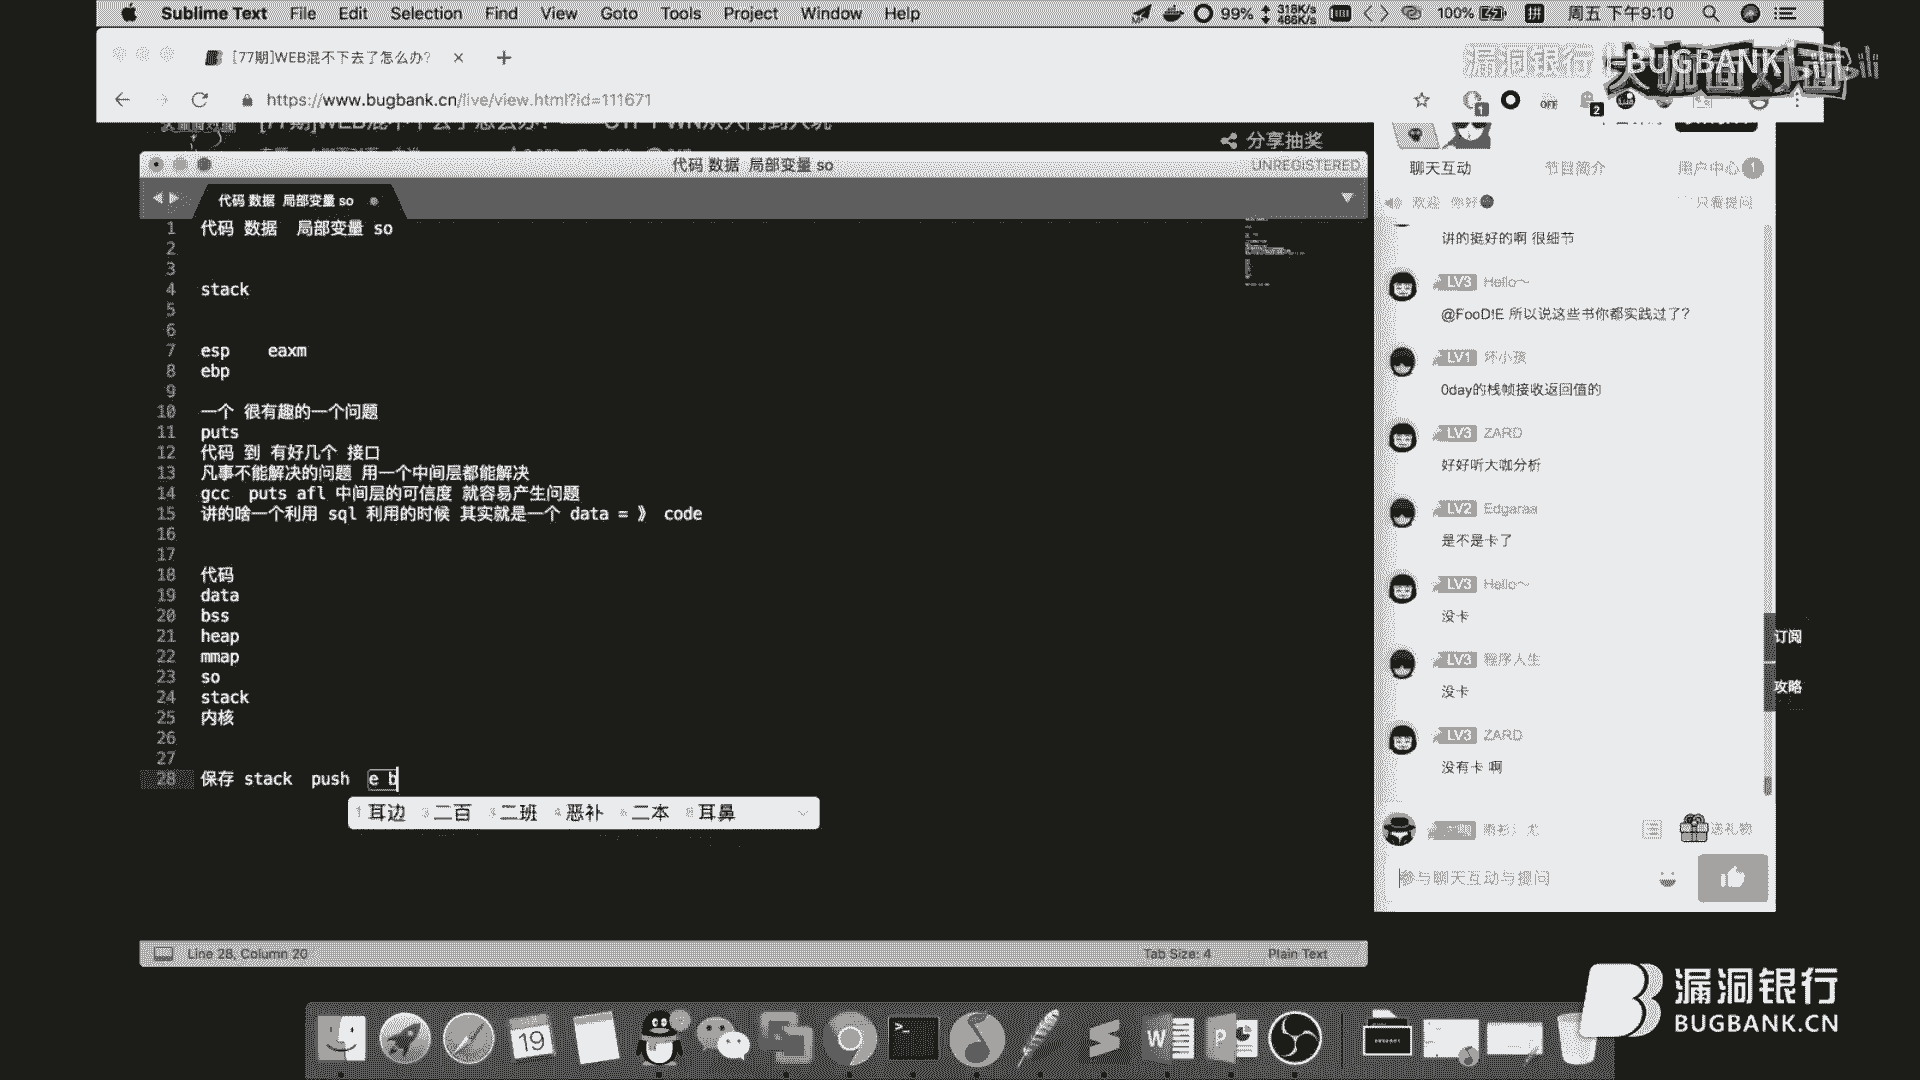 Sublime Text File Edit Selection Find View Goto Tools Project Window Help
99% 318K/s 466K/s 100% 拼 周五 下午9:10
[77期]WEB混不下去了怎么办?
漏洞银行 BUGBANK 大咖面对面
https://www.bugbank.cn/live/view.html?id=111671
1 OFF 2
分享抽奖
代码 数据 局部变量 so UNREGISTERED
聊天互动 节目简介 用户中心 1
代码 数据 局部变量 so
欢迎 你好 只看提问
1 代码 数据 局部变量 so
2
3
4 stack
5
6
7 esp eaxm
8 ebp
9
10 一个 很有趣的一个问题
11 puts
12 代码 到 有好几个 接口
13 凡事不能解决的问题 用一个中间层都能解决
14 gcc puts afl 中间层的可信度 就容易产生问题
15 讲的啥一个利用 sql 利用的时候 其实就是一个 data = 》 code
16
17
18 代码
19 data
20 bss
21 heap
22 mmap
23 so
24 stack
25 内核
26
27
28 保存 stack push e b
1 耳边 2 二百 3 二班 4 恶补 5 二本 6 耳鼻
Line 28, Column 20 Tab Size: 4 Plain Text
讲的挺好的啊 很细节
LV3 Hello～
@FooDIE 所以说这些书你都实践过了?
LV1 坏小孩
0day的栈帧接收返回值的
LV3 ZARD
好好听大咖分析
LV2 Edgaraa
是不是卡了
LV3 Hello～
没卡
LV3 程序人生
没卡
LV3 ZARD
没有卡 啊
订阅
攻略
送礼物
参与聊天互动与提问
19
漏洞银行
BUGBANK.CN